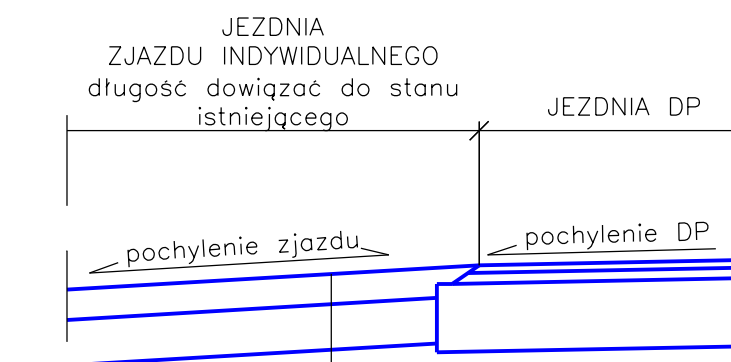 JEZDNIA
ZJAZDU INDYWIDUALNEGO
długość dowiązać do stanu
istniejącego
JEZDNIA DP
pochylenie zjazdu
pochylenie DP